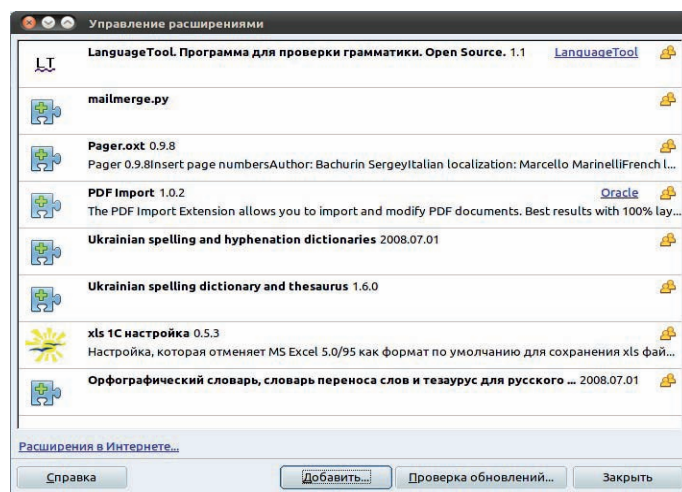 Управление расширениями
LT
LanguageTool. Программа для проверки грамматики. Open Source. 1.1 LanguageTool
mailmerge.py
Pager.oxt 0.9.8
Pager 0.9.8Insert page numbersAuthor: Bachurin SergeyItalian localization: Marcello MarinelliFrench l...
PDF Import 1.0.2 Oracle
The PDF Import Extension allows you to import and modify PDF documents. Best results with 100% lay...
Ukrainian spelling and hyphenation dictionaries 2008.07.01
Ukrainian spelling dictionary and thesaurus 1.6.0
xls 1C настройка 0.5.3
Настройка, которая отменяет MS Excel 5.0/95 как формат по умолчанию для сохранения xls фай...
Орфографический словарь, словарь переноса слов и тезаурус для русского ... 2008.07.01
Расширения в Интернете...
Справка Добавить... Проверка обновлений... Закрыть